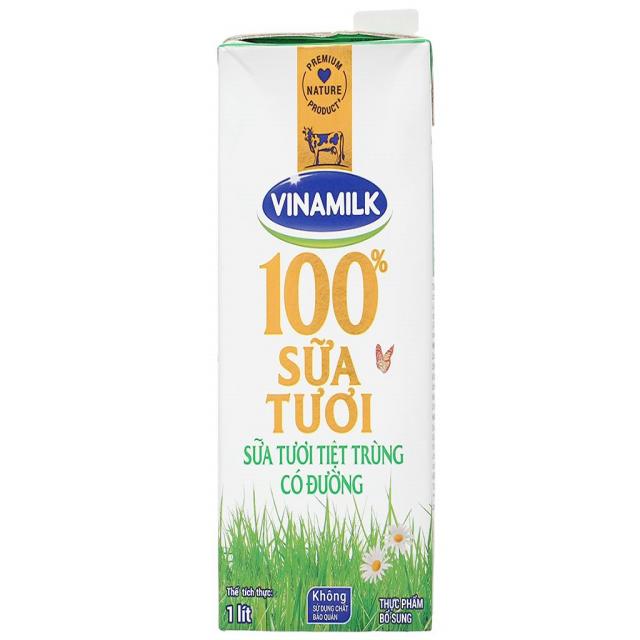 PREMIUM
NATURE
PRODUCT
VINAMILK
100%
SỮA
TƯƠI
SỮA TƯƠI TIỆT TRÙNG
CÓ ĐƯỜNG
Thể tích thực:
1 lít
Không
SỬ DỤNG CHẤT
BẢO QUẢN
THỰC PHẨM
BỔ SUNG